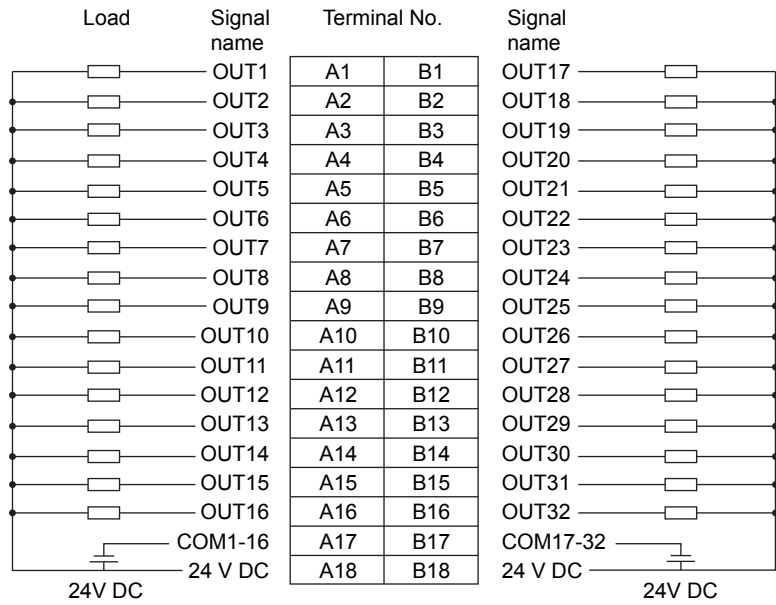 Load Signal name Terminal No. Signal name
OUT1 A1 B1 OUT17
OUT2 A2 B2 OUT18
OUT3 A3 B3 OUT19
OUT4 A4 B4 OUT20
OUT5 A5 B5 OUT21
OUT6 A6 B6 OUT22
OUT7 A7 B7 OUT23
OUT8 A8 B8 OUT24
OUT9 A9 B9 OUT25
OUT10 A10 B10 OUT26
OUT11 A11 B11 OUT27
OUT12 A12 B12 OUT28
OUT13 A13 B13 OUT29
OUT14 A14 B14 OUT30
OUT15 A15 B15 OUT31
OUT16 A16 B16 OUT32
COM1-16 A17 B17 COM17-32
24 V DC A18 B18 24 V DC
24V DC 24V DC